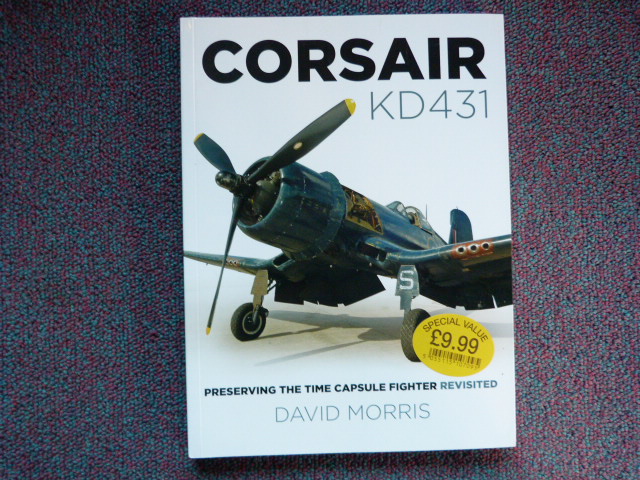 CORSAIR
KD431
S
SPECIAL VALUE
£9.99
PRESERVING THE TIME CAPSULE FIGHTER REVISITED
DAVID MORRIS